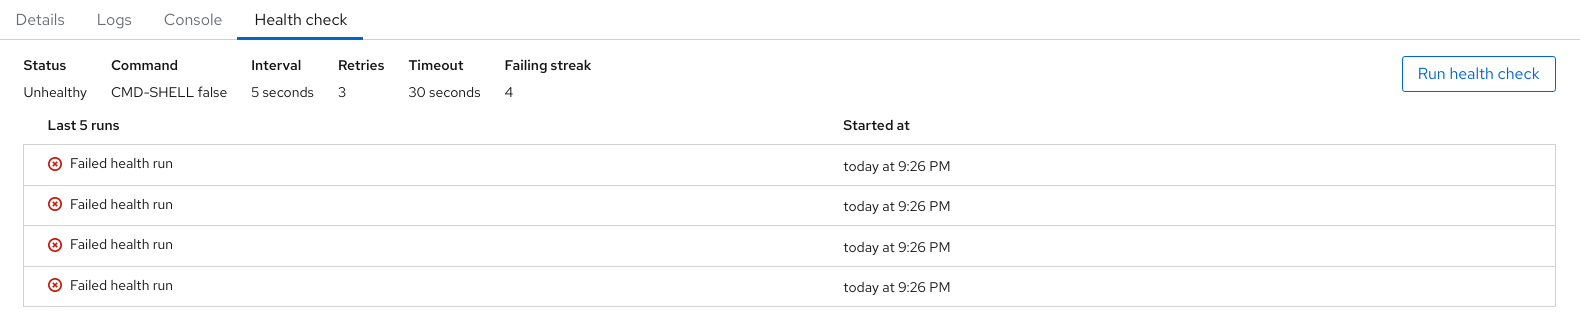 Details Logs Console Health check
Status Command Interval Retries Timeout Failing streak
Unhealthy CMD-SHELL false 5 seconds 3 30 seconds 4
Run health check
Last 5 runs Started at
Failed health run today at 9:26 PM
Failed health run today at 9:26 PM
Failed health run today at 9:26 PM
Failed health run today at 9:26 PM